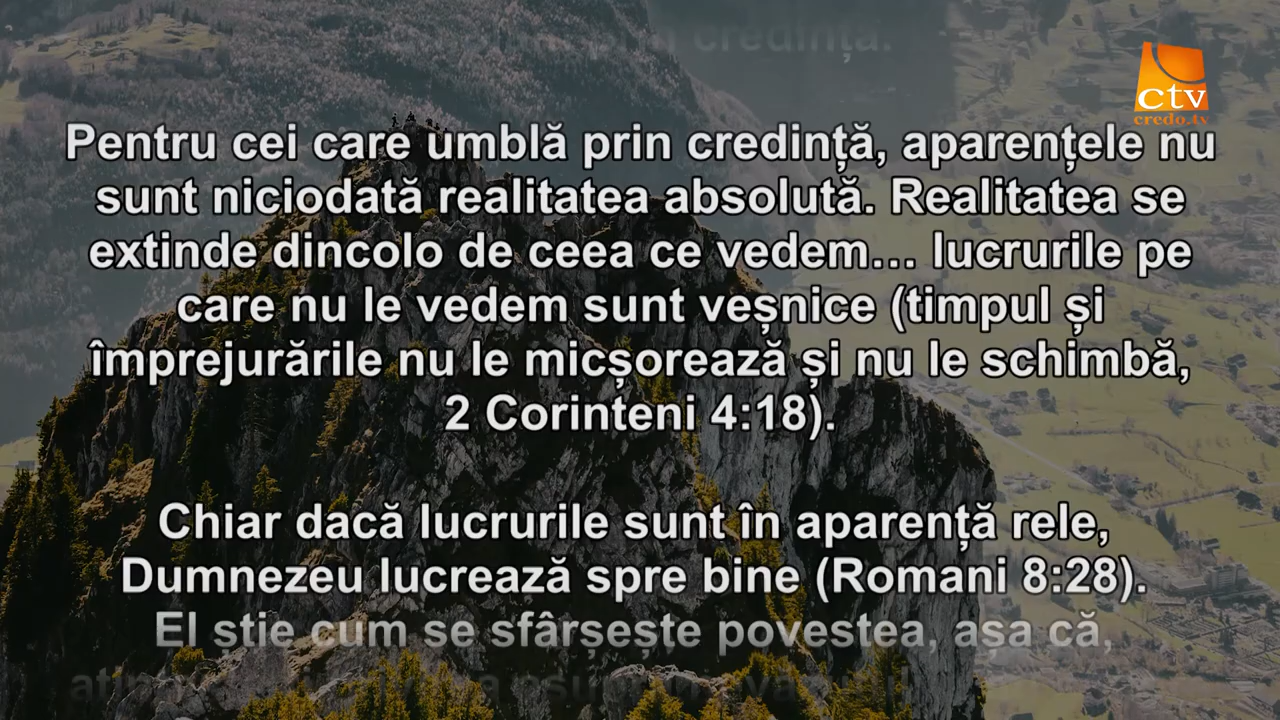 credință.
ctv
credo.tv
Pentru cei care umblă prin credință, aparențele nu
sunt niciodată realitatea absolută. Realitatea se
extinde dincolo de ceea ce vedem... lucrurile pe
care nu le vedem sunt veșnice (timpul și
împrejurările nu le micșorează și nu le schimbă,
2 Corinteni 4:18).
Chiar dacă lucrurile sunt în aparență rele,
Dumnezeu lucrează spre bine (Romani 8:28).
El știe cum se sfârșește povestea, așa că,